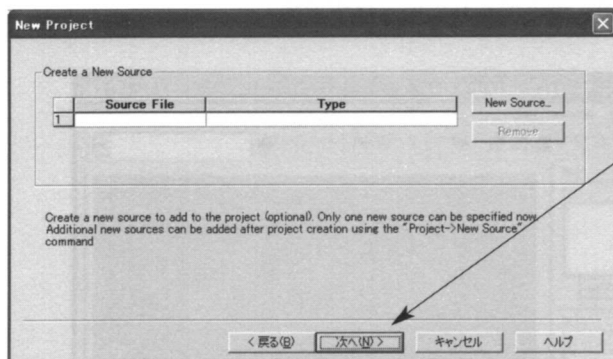 New Project
Create a New Source
Source File Type
1
New Source...
Remove
Create a new source to add to the project (optional). Only one new source can be specified now.
Additional new sources can be added after project creation using the "Project->New Source"
command
< 戻る(B) 次へ(N) > キャンセル ヘルプ